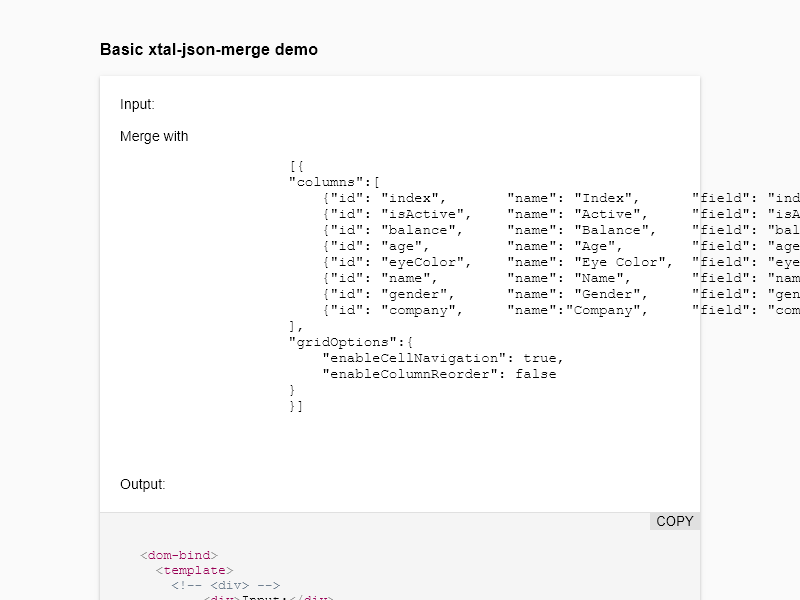 Basic xtal-json-merge demo
Input:
Merge with
[{
"columns":[
{"id": "index", "name": "Index", "field": "ind
{"id": "isActive", "name": "Active", "field": "isA
{"id": "balance", "name": "Balance", "field": "bal
{"id": "age", "name": "Age", "field": "age
{"id": "eyeColor", "name": "Eye Color", "field": "eye
{"id": "name", "name": "Name", "field": "nam
{"id": "gender", "name": "Gender", "field": "gen
{"id": "company", "name":"Company", "field": "com
],
"gridOptions":{
"enableCellNavigation": true,
"enableColumnReorder": false
}
}]
Output:
COPY
<dom-bind>
<template>
<!-- <div> -->
<div>Input:</div>